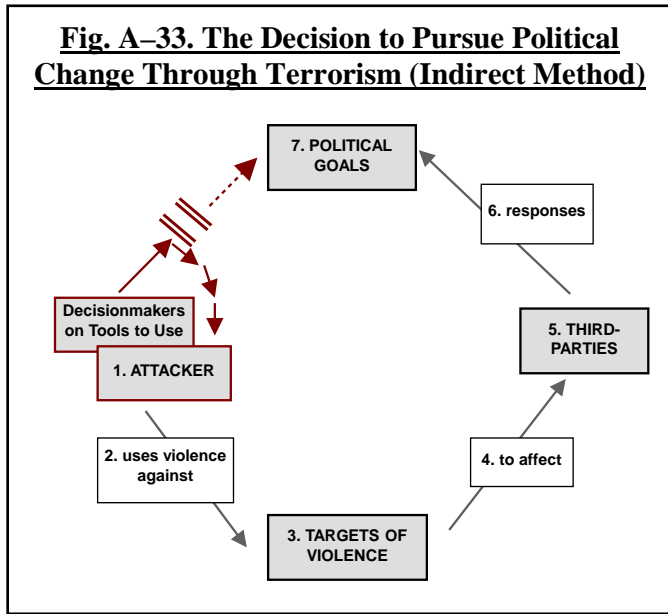 Fig. A–33. The Decision to Pursue Political
Change Through Terrorism (Indirect Method)
7. POLITICAL
GOALS
6. responses
Decisionmakers
on Tools to Use
5. THIRD-
PARTIES
1. ATTACKER
2. uses violence
against
4. to affect
3. TARGETS OF
VIOLENCE